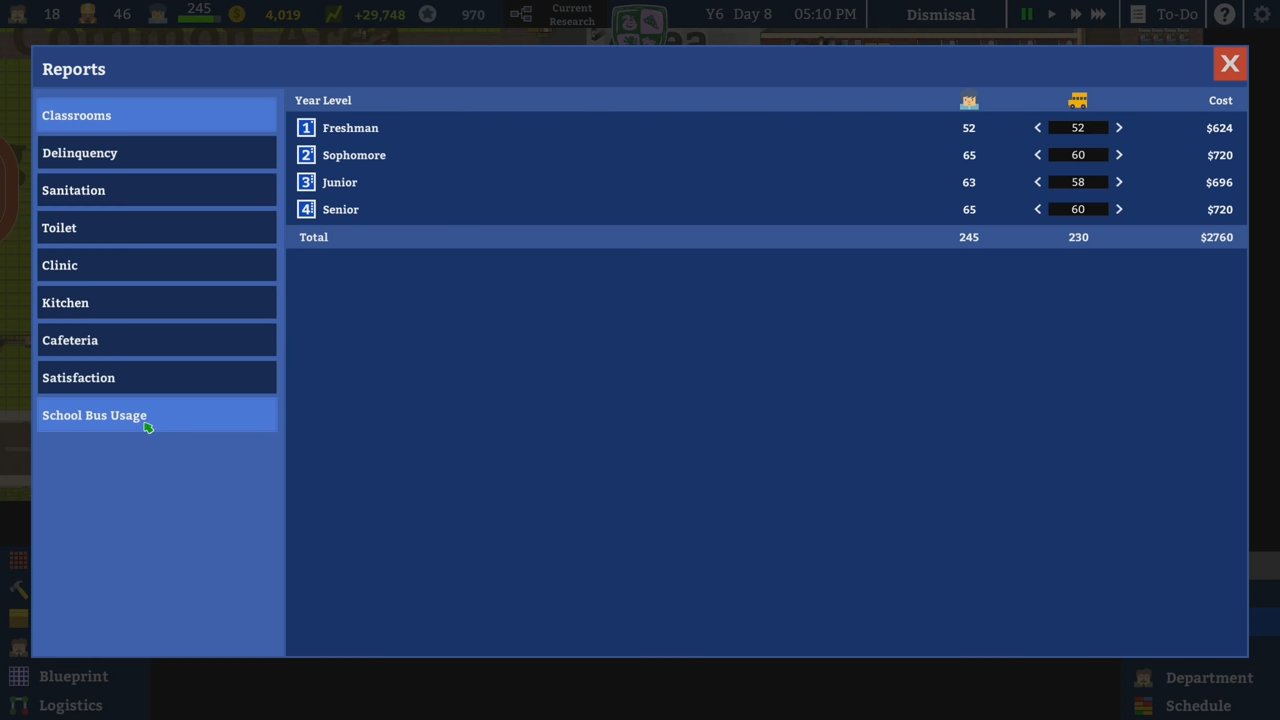 18 46 245 4,019 +29,748 970 Current Research Y6 Day 8 05:10 PM Dismissal To-Do ?
Common Area
Reports X
Classrooms
Delinquency
Sanitation
Toilet
Clinic
Kitchen
Cafeteria
Satisfaction
School Bus Usage
Year Level Cost
1 Freshman 52 < 52 > $624
2 Sophomore 65 < 60 > $720
3 Junior 63 < 58 > $696
4 Senior 65 < 60 > $720
Total 245 230 $2760
Blueprint
Logistics
Department
Schedule